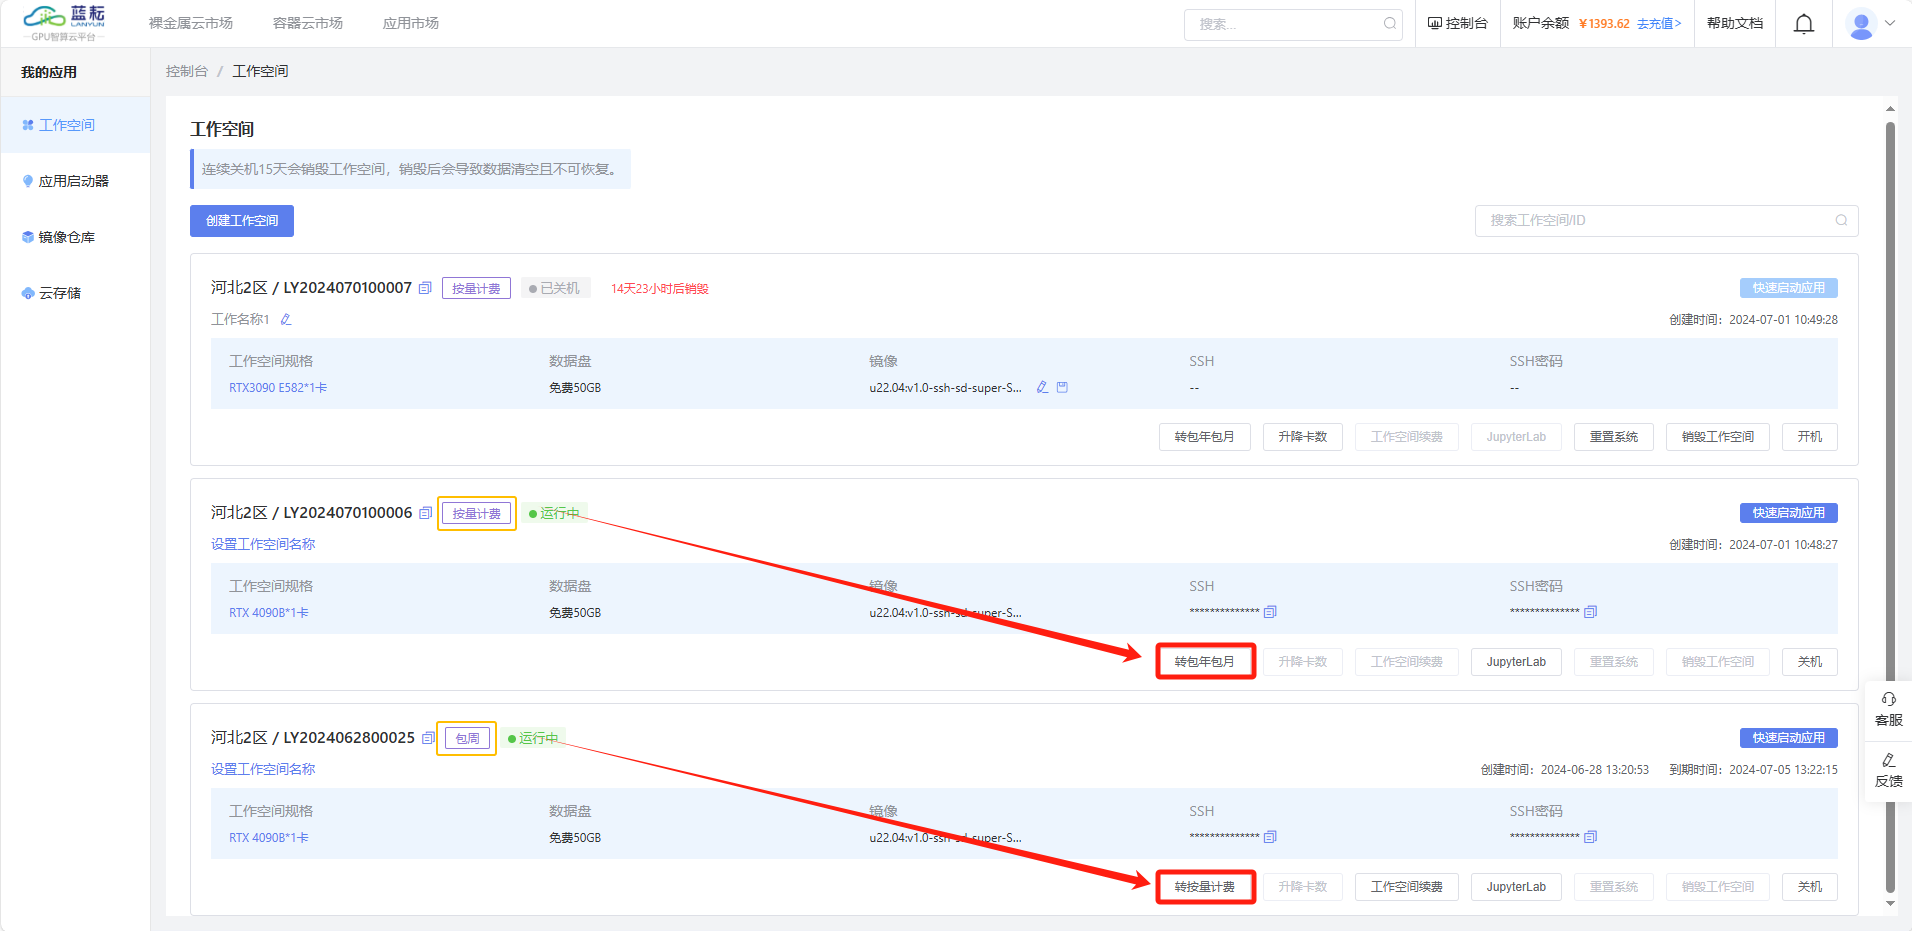 蓝耘
LANYUN
GPU智算云平台
裸金属云市场 容器云市场 应用市场
搜索...
控制台
账户余额 ¥1393.62 去充值>
帮助文档
我的应用
工作空间
应用启动器
镜像仓库
云存储
控制台 / 工作空间
工作空间
连续关机15天会销毁工作空间，销毁后会导致数据清空且不可恢复。
创建工作空间
搜索工作空间/ID
河北2区 / LY2024070100007 按量计费 已关机 14天23小时后销毁 快速启动应用
工作名称1 创建时间：2024-07-01 10:49:28
工作空间规格 数据盘 镜像 SSH SSH密码
RTX3090 E582*1卡 免费50GB u22.04:v1.0-ssh-sd-super-S... -- --
转包年包月 升降卡数 工作空间续费 JupyterLab 重置系统 销毁工作空间 开机
河北2区 / LY2024070100006 按量计费 运行中 快速启动应用
设置工作空间名称 创建时间：2024-07-01 10:48:27
工作空间规格 数据盘 镜像 SSH SSH密码
RTX 4090B*1卡 免费50GB u22.04:v1.0-ssh-sd-super-S... ************** **************
转包年包月 升降卡数 工作空间续费 JupyterLab 重置系统 销毁工作空间 关机
河北2区 / LY2024062800025 包周 运行中 快速启动应用
设置工作空间名称 创建时间：2024-06-28 13:20:53 到期时间：2024-07-05 13:22:15
工作空间规格 数据盘 镜像 SSH SSH密码
RTX 4090B*1卡 免费50GB u22.04:v1.0-ssh-sd-super-S... ************** **************
转按量计费 升降卡数 工作空间续费 JupyterLab 重置系统 销毁工作空间 关机
客服
反馈